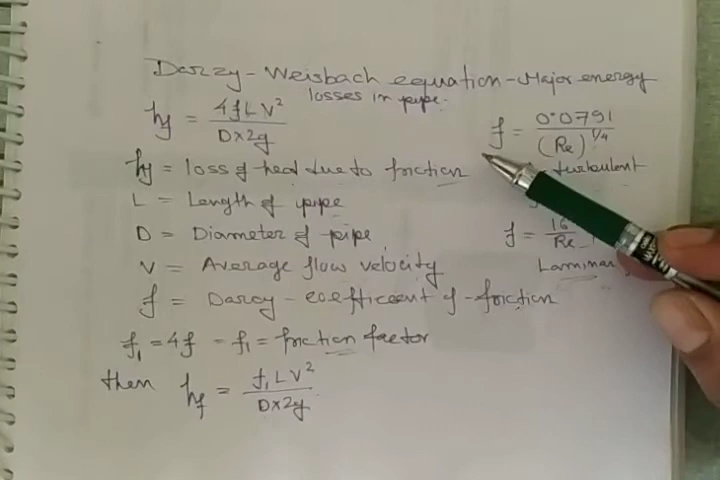 Darzy-Weisbach equation-Major energy
losses in pipe.
hf = 4fLV² / D×2g
f = 0.0791 / (Re)^1/4
turbulent
hf = loss of head due to friction
L = Length of pipe
D = Diameter of pipe
f = 16 / Re
Laminar
V = Average flow velocity
f = Darcy - coefficient of - friction
f₁ = 4f - f₁ = friction factor
then hf = f₁LV² / D×2g